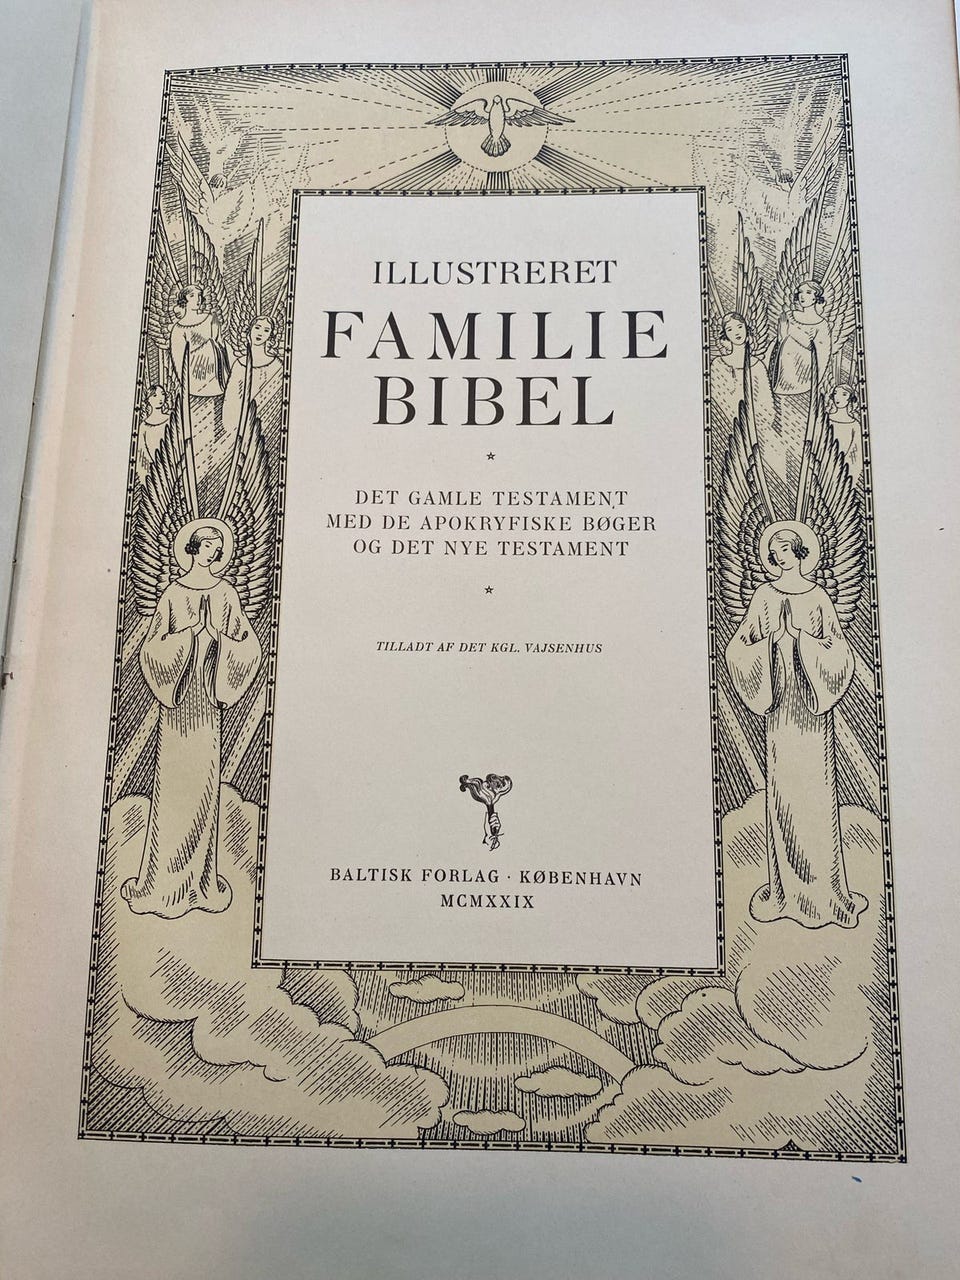 ILLUSTRERET
FAMILIE
BIBEL
DET GAMLE TESTAMENT
MED DE APOKRYFISKE BØGER
OG DET NYE TESTAMENT
TILLADT AF DET KGL. VAJSENHUS
BALTISK FORLAG · KØBENHAVN
MCMXXIX